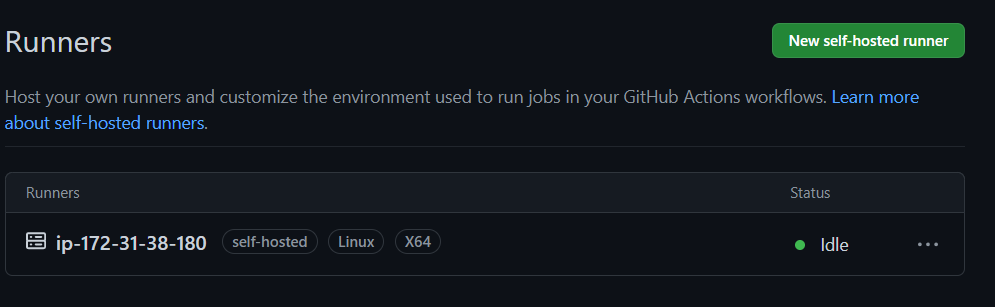 Runners
New self-hosted runner
Host your own runners and customize the environment used to run jobs in your GitHub Actions workflows. Learn more
about self-hosted runners.
Runners Status
ip-172-31-38-180 self-hosted Linux X64 Idle